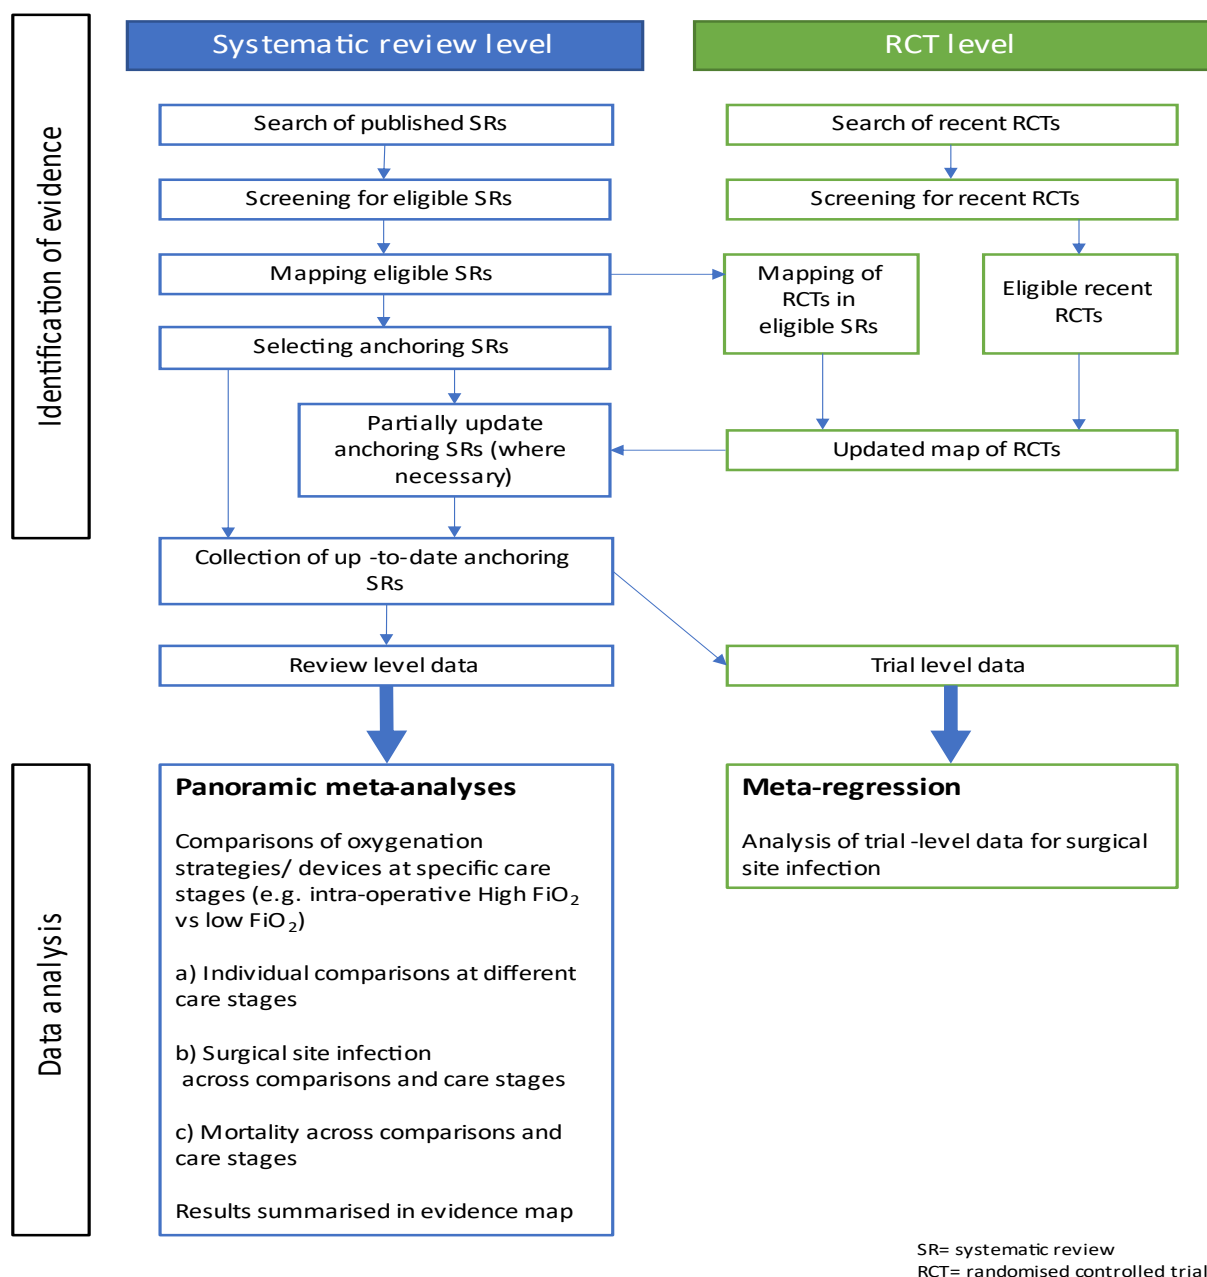 Systematic review level
RCT level
Identification of evidence
Search of published SRs
Search of recent RCTs
Screening for eligible SRs
Screening for recent RCTs
Mapping eligible SRs
Mapping of
RCTs in
eligible SRs
Eligible recent
RCTs
Selecting anchoring SRs
Partially update
anchoring SRs (where
necessary)
Updated map of RCTs
Collection of up -to-date anchoring
SRs
Review level data
Trial level data
Data analysis
Panoramic meta-analyses
Comparisons of oxygenation
strategies/ devices at specific care
stages (e.g. intra-operative High FiO₂
vs low FiO₂)
a) Individual comparisons at different
care stages
b) Surgical site infection
across comparisons and care stages
c) Mortality across comparisons and
care stages
Results summarised in evidence map
Meta-regression
Analysis of trial -level data for surgical
site infection
SR= systematic review
RCT= randomised controlled trial